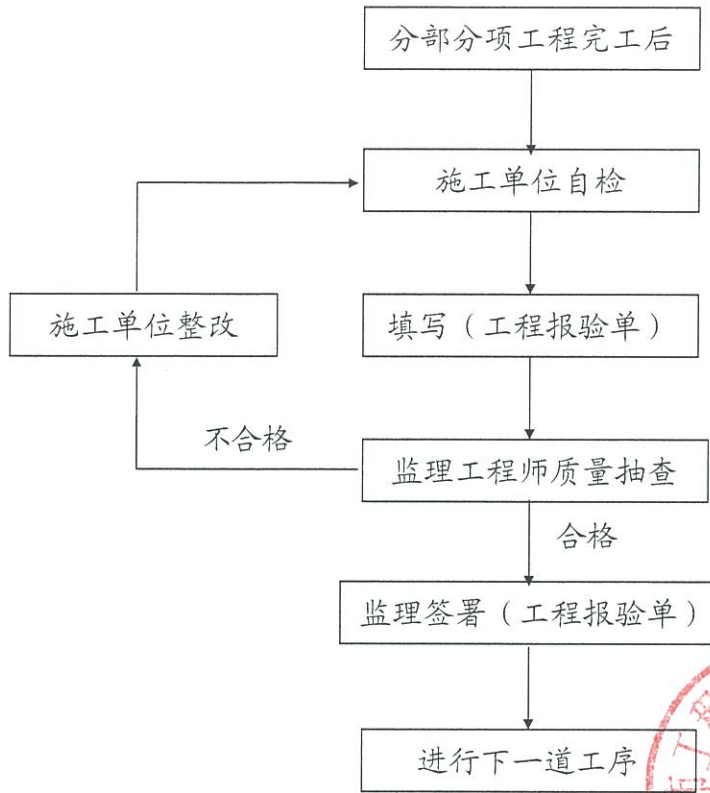 分部分项工程完工后
施工单位自检
施工单位整改
填写（工程报验单）
不合格
监理工程师质量抽查
合格
监理签署（工程报验单）
进行下一道工序